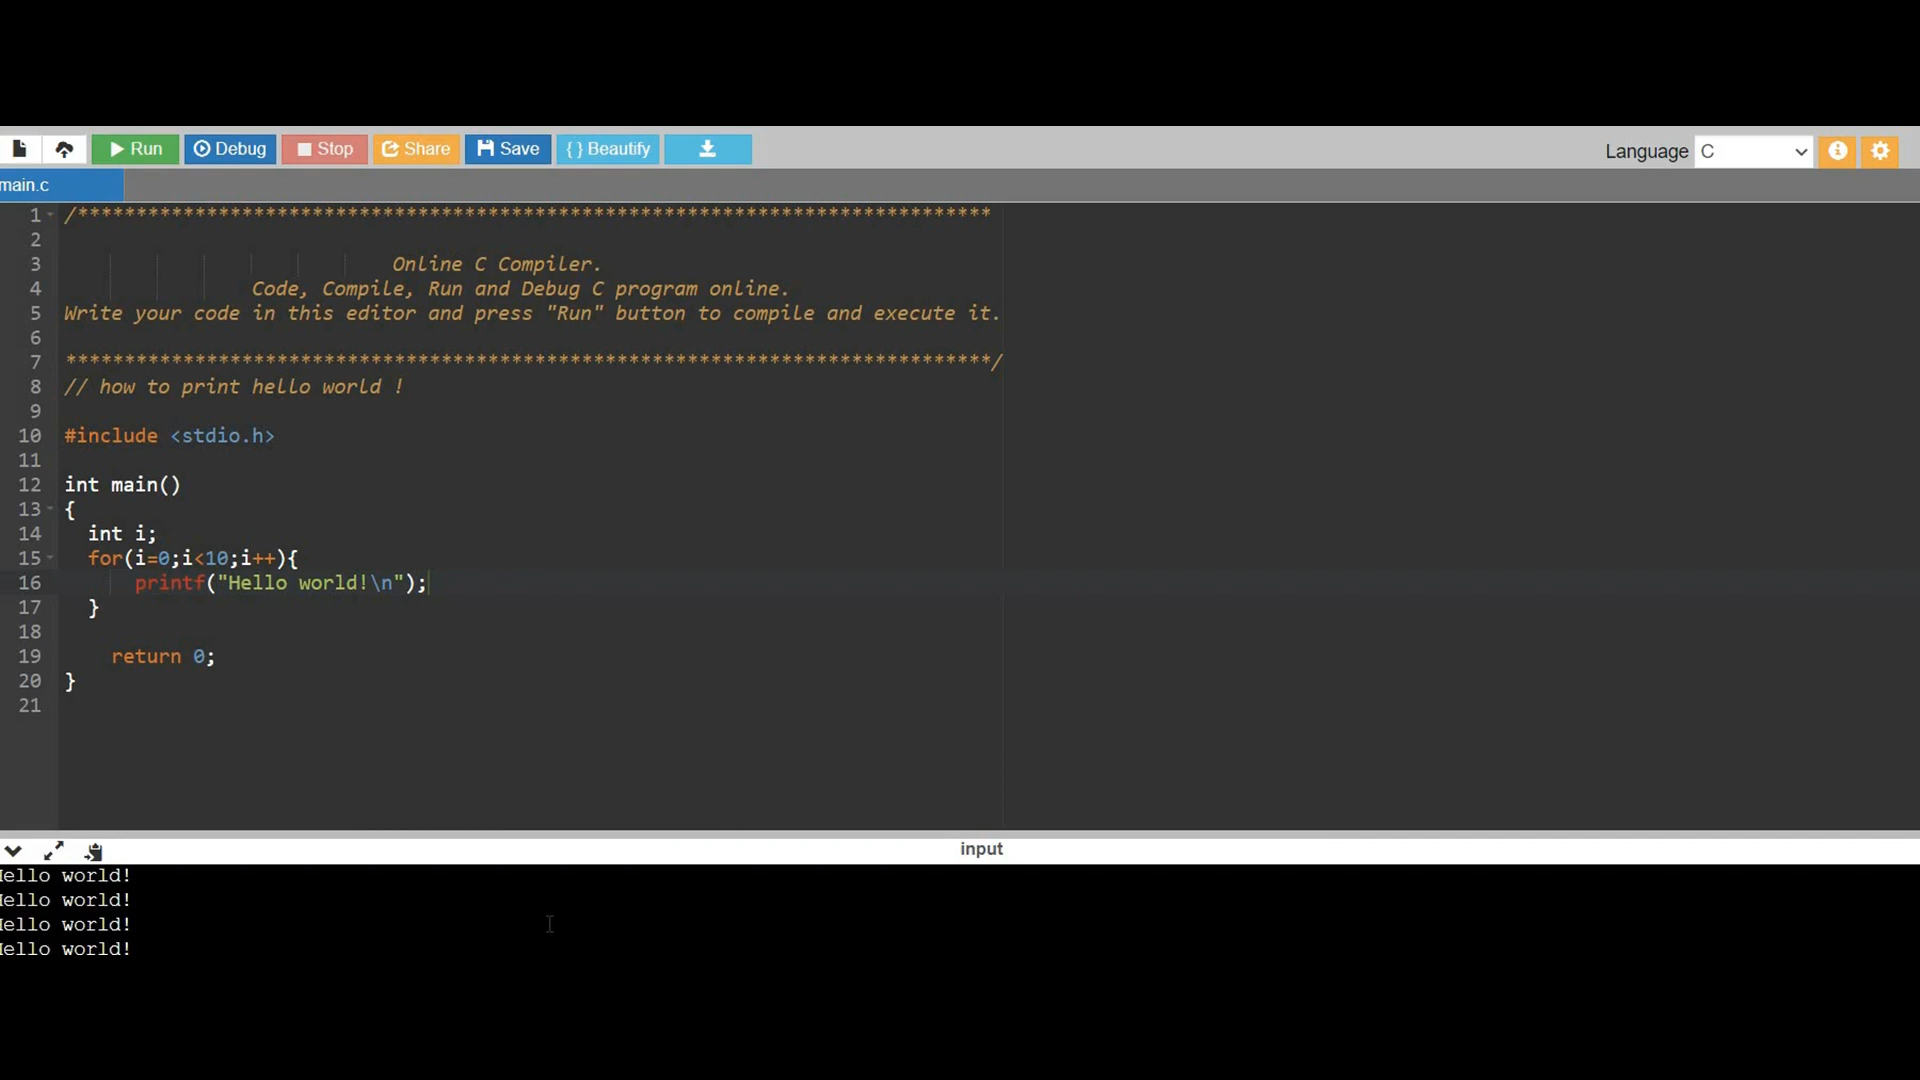 Run Debug Stop Share Save { } Beautify Language C
main.c
1 /******************************************************************************
2
3 Online C Compiler.
4 Code, Compile, Run and Debug C program online.
5 Write your code in this editor and press "Run" button to compile and execute it.
6
7 *******************************************************************************/
8 // how to print hello world !
9
10 #include <stdio.h>
11
12 int main()
13 {
14 int i;
15 for(i=0;i<10;i++){
16 printf("Hello world!\n");
17 }
18
19 return 0;
20 }
21
input
Hello world!
Hello world!
Hello world!
Hello world!